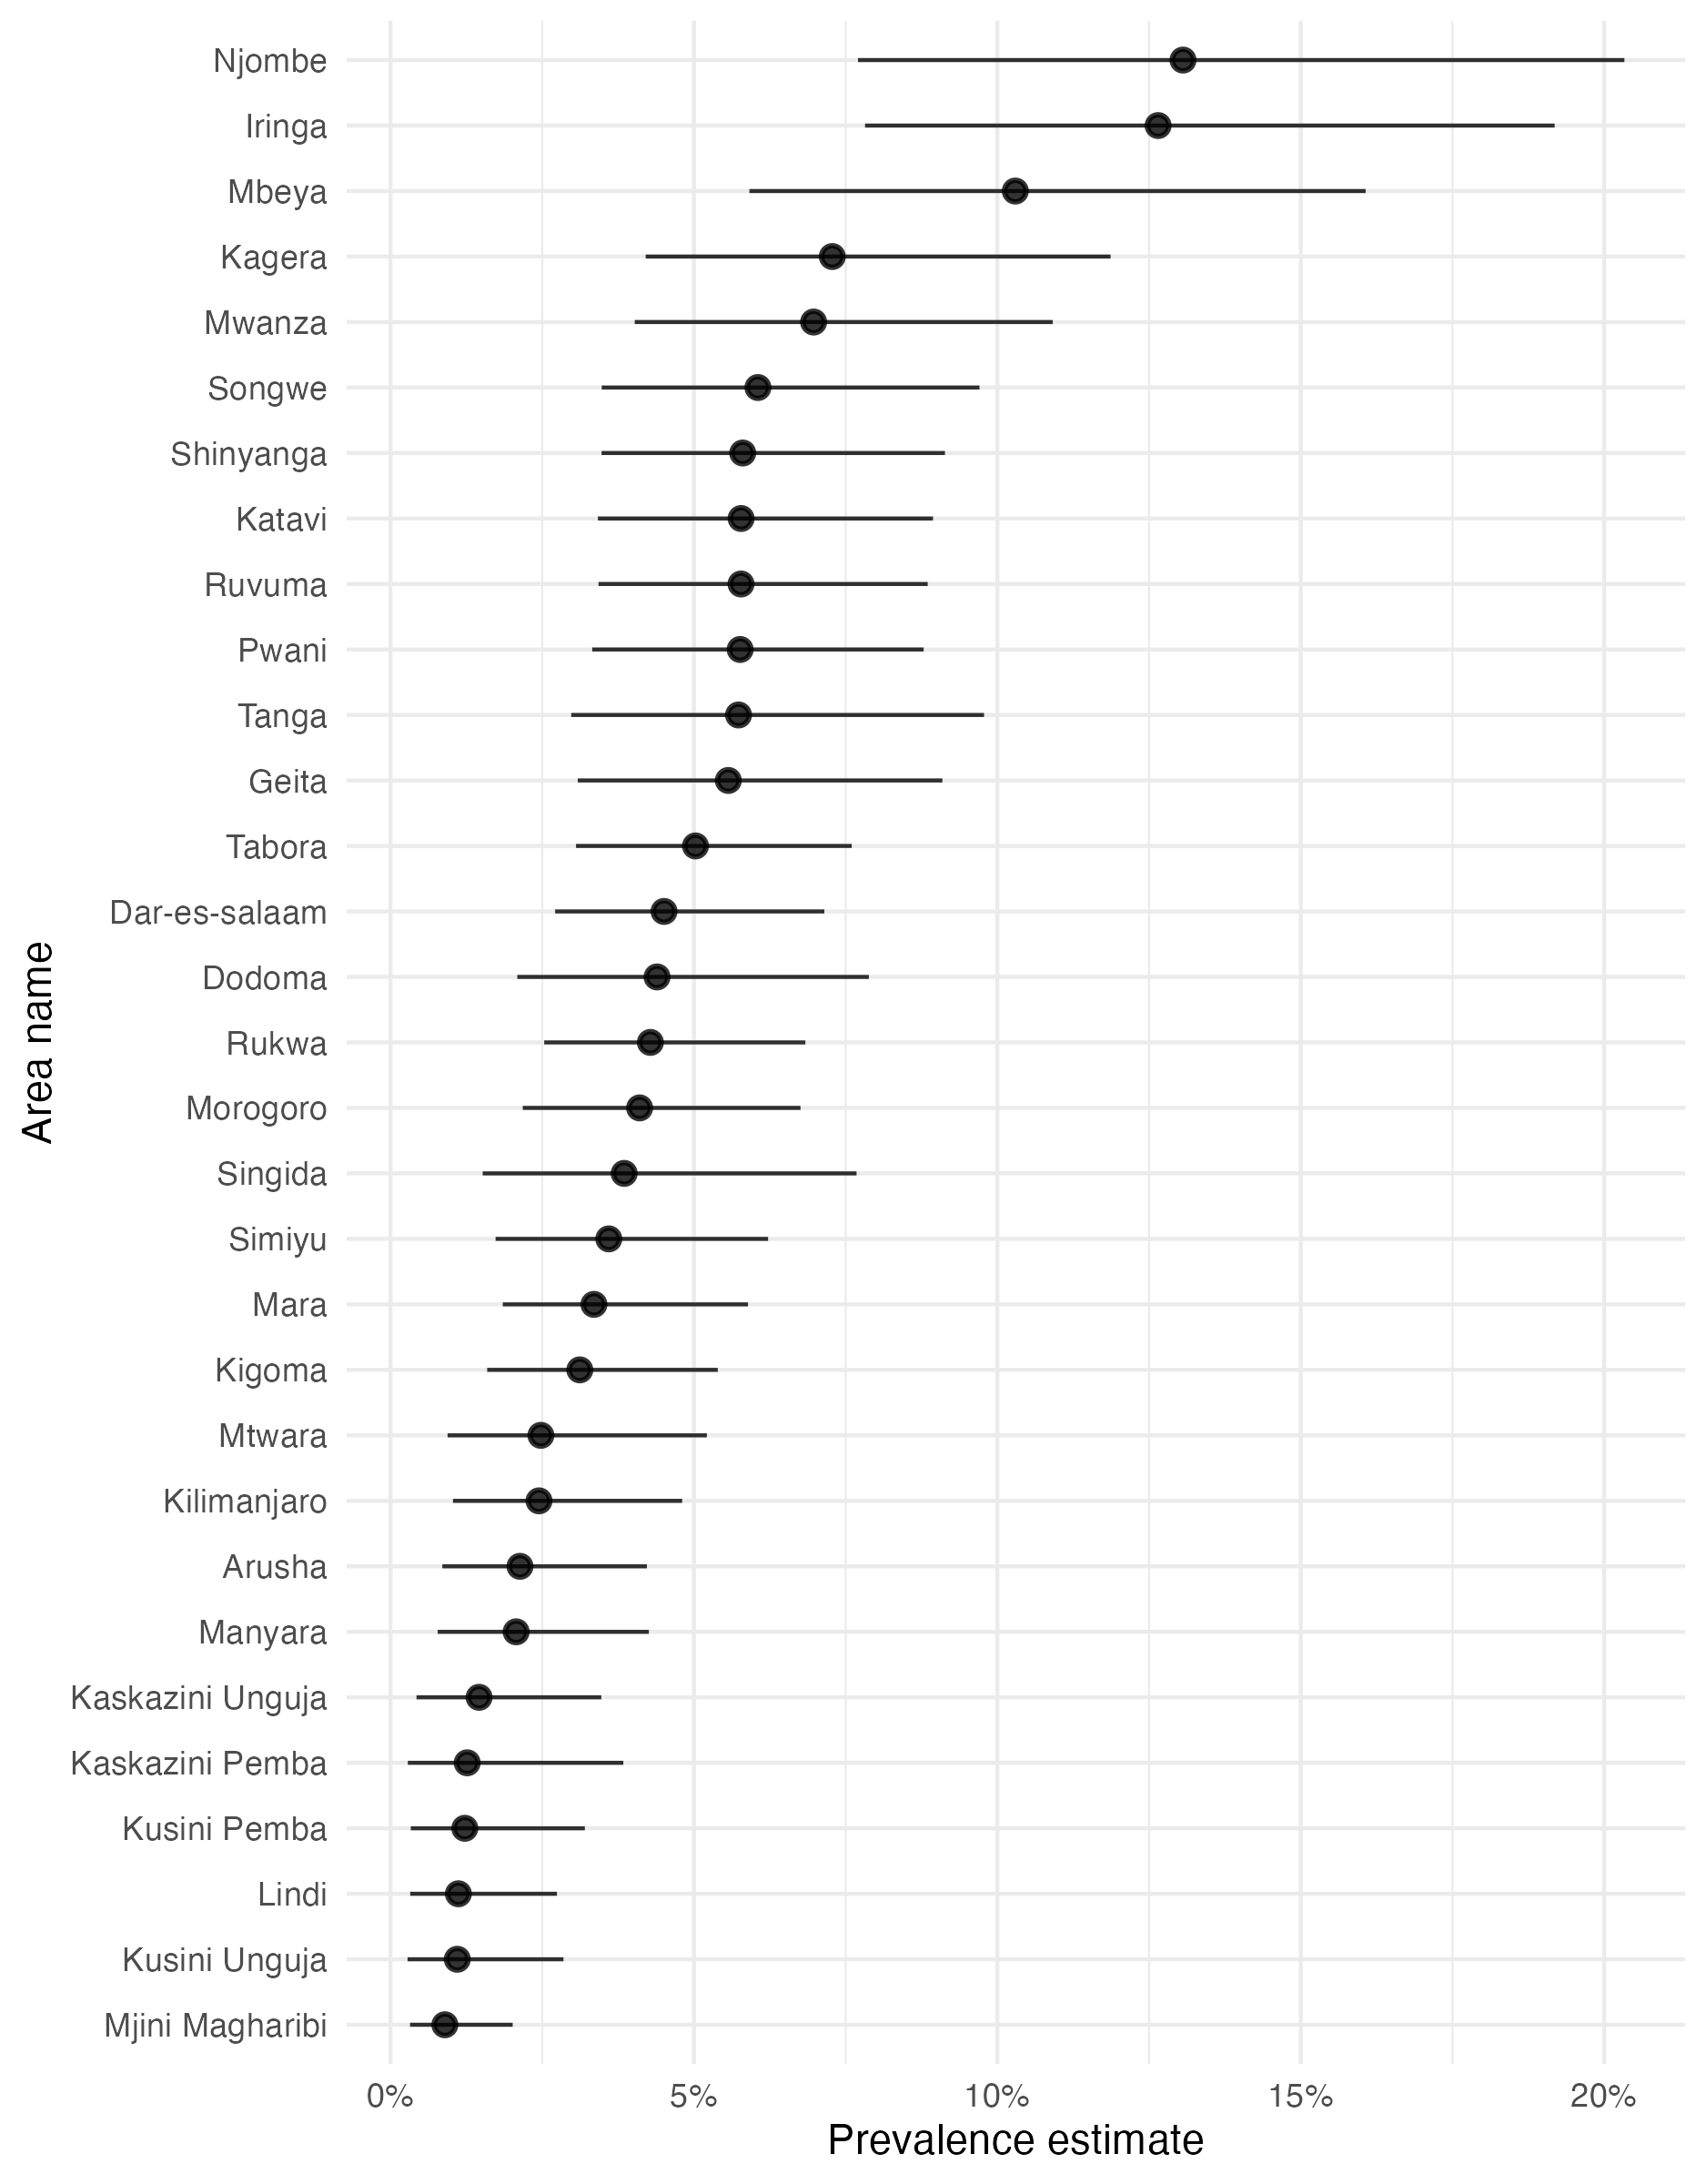 Njombe
Iringa
Mbeya
Kagera
Mwanza
Songwe
Shinyanga
Katavi
Ruvuma
Pwani
Tanga
Geita
Tabora
Dar-es-salaam
Dodoma
Rukwa
Morogoro
Singida
Simiyu
Mara
Kigoma
Mtwara
Kilimanjaro
Arusha
Manyara
Kaskazini Unguja
Kaskazini Pemba
Kusini Pemba
Lindi
Kusini Unguja
Mjini Magharibi
Area name
0% 5% 10% 15% 20%
Prevalence estimate